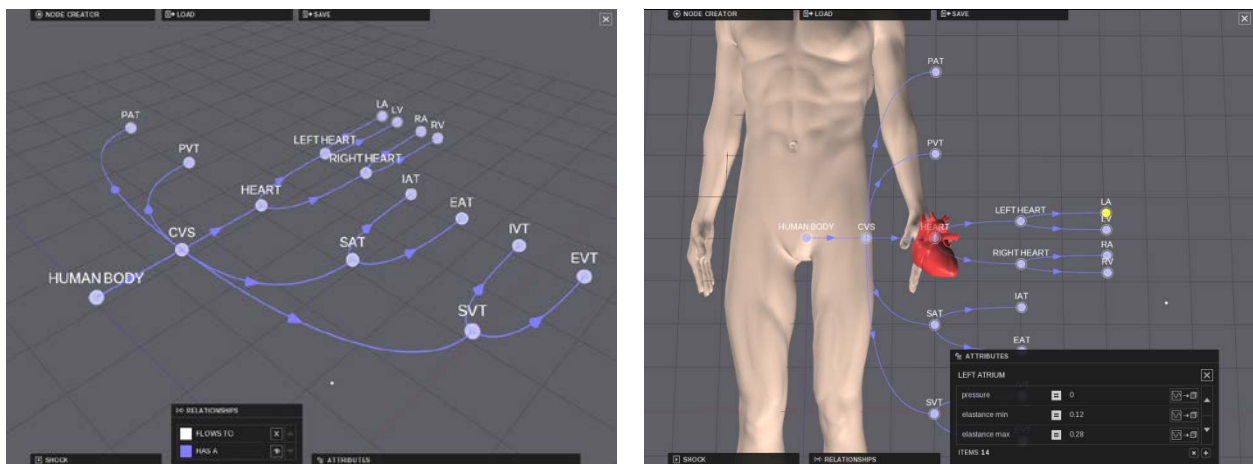 NODE CREATOR
LOAD
SAVE
PAT
PVT
LA
LV
RA
RV
LEFT HEART
RIGHT HEART
HEART
IAT
EAT
CVS
SAT
IVT
EVT
HUMAN BODY
SVT
RELATIONSHIPS
FLOWS TO
HAS A
SHOCK
ATTRIBUTES
NODE CREATOR
LOAD
SAVE
PAT
PVT
LA
LV
LEFT HEART
HUMAN BODY
CVS
HEART
RA
RV
RIGHT HEART
IAT
SAT
EAT
SVT
ATTRIBUTES
LEFT ATRIUM
pressure = 0
elastance min = 0.12
elastance max = 0.28
ITEMS: 14
SHOCK
RELATIONSHIPS